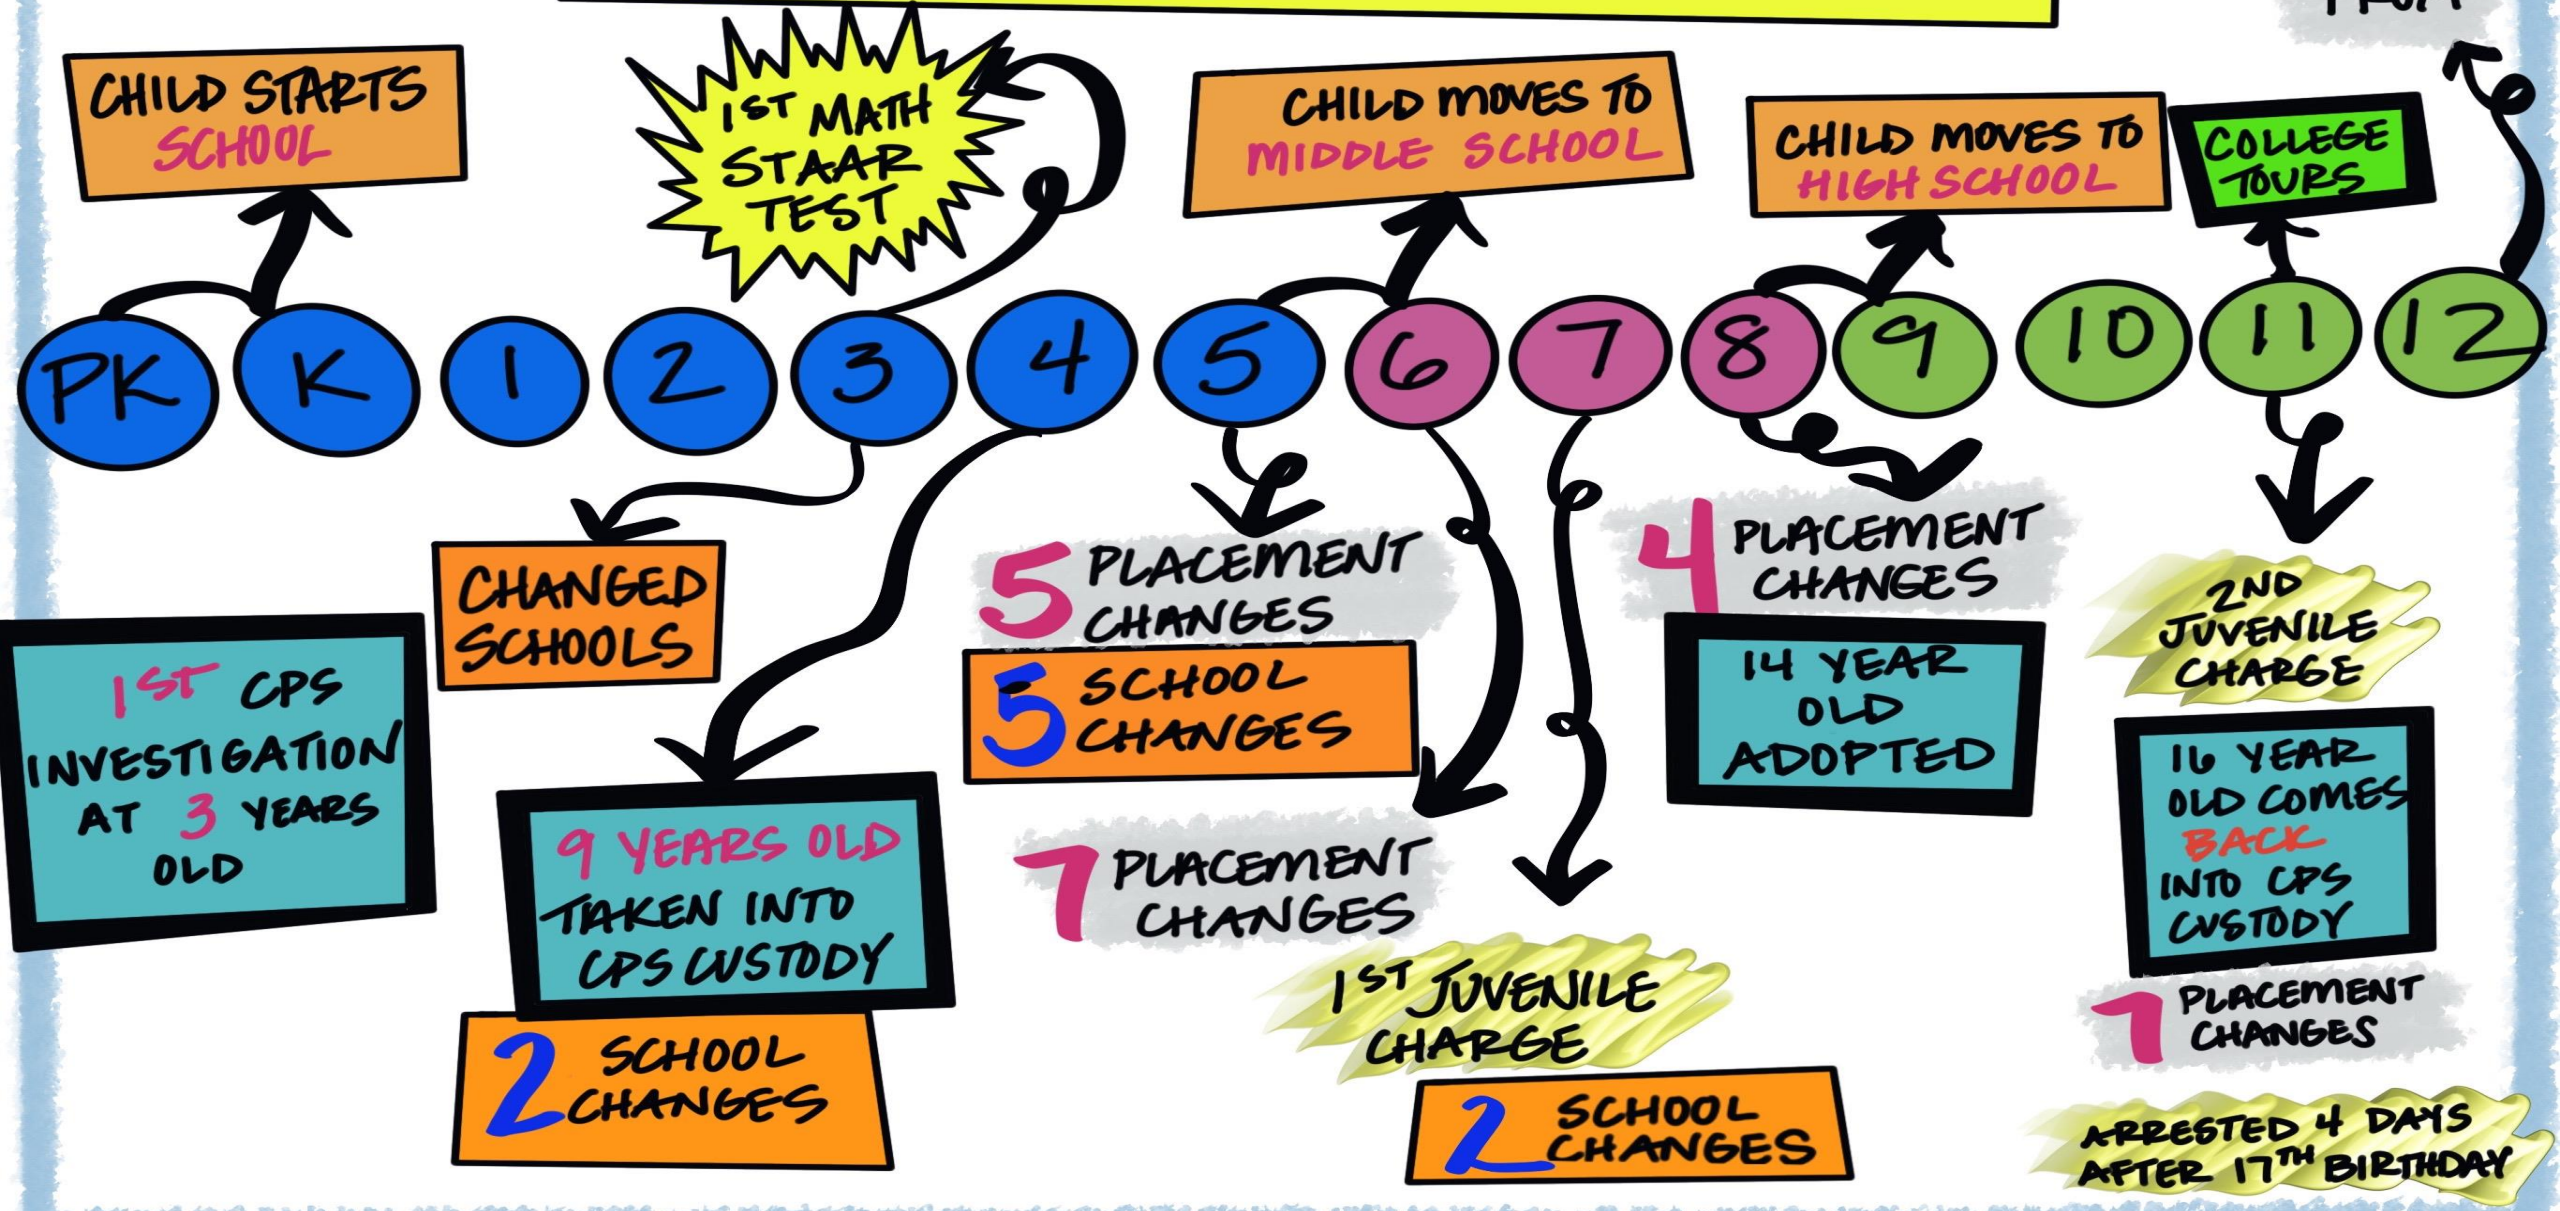 PROM
CHILD STARTS
SCHOOL
1ST MATH
STAAR
TEST
CHILD MOVES TO
MIDDLE SCHOOL
CHILD MOVES TO
HIGH SCHOOL
COLLEGE
TOURS
PK
K
1
2
3
4
5
6
7
8
9
10
11
12
1ST CPS
INVESTIGATION
AT 3 YEARS
OLD
CHANGED
SCHOOLS
9 YEARS OLD
TAKEN INTO
CPS CUSTODY
2 SCHOOL
CHANGES
5 PLACEMENT
CHANGES
5 SCHOOL
CHANGES
7 PLACEMENT
CHANGES
1ST JUVENILE
CHARGE
2 SCHOOL
CHANGES
4 PLACEMENT
CHANGES
14 YEAR
OLD
ADOPTED
2ND
JUVENILE
CHARGE
16 YEAR
OLD COMES
BACK
INTO CPS
CUSTODY
7 PLACEMENT
CHANGES
ARRESTED 4 DAYS
AFTER 17TH BIRTHDAY